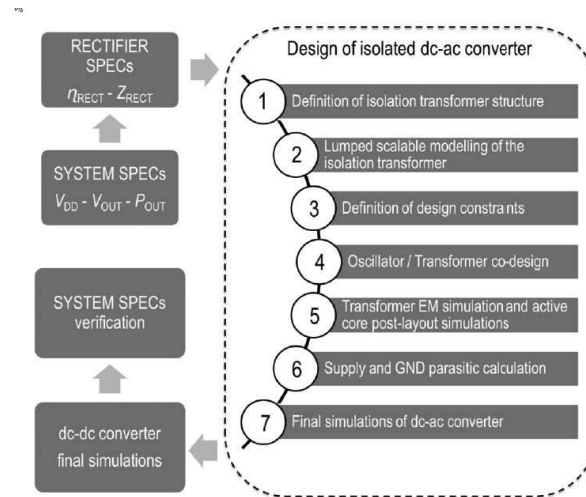 RECTIFIER
SPECs
ηRECT - ZRECT
SYSTEM SPECs
VDD - VOUT - POUT
SYSTEM SPECs
verification
dc-dc converter
final simulations
Design of isolated dc-ac converter
1 Definition of isolation transformer structure
2 Lumped scalable modelling of the
isolation transformer
3 Definition of design constraints
4 Oscillator / Transformer co-design
5 Transformer EM simulation and active
core post-layout simulations
6 Supply and GND parasitic calculation
7 Final simulations of dc-ac converter